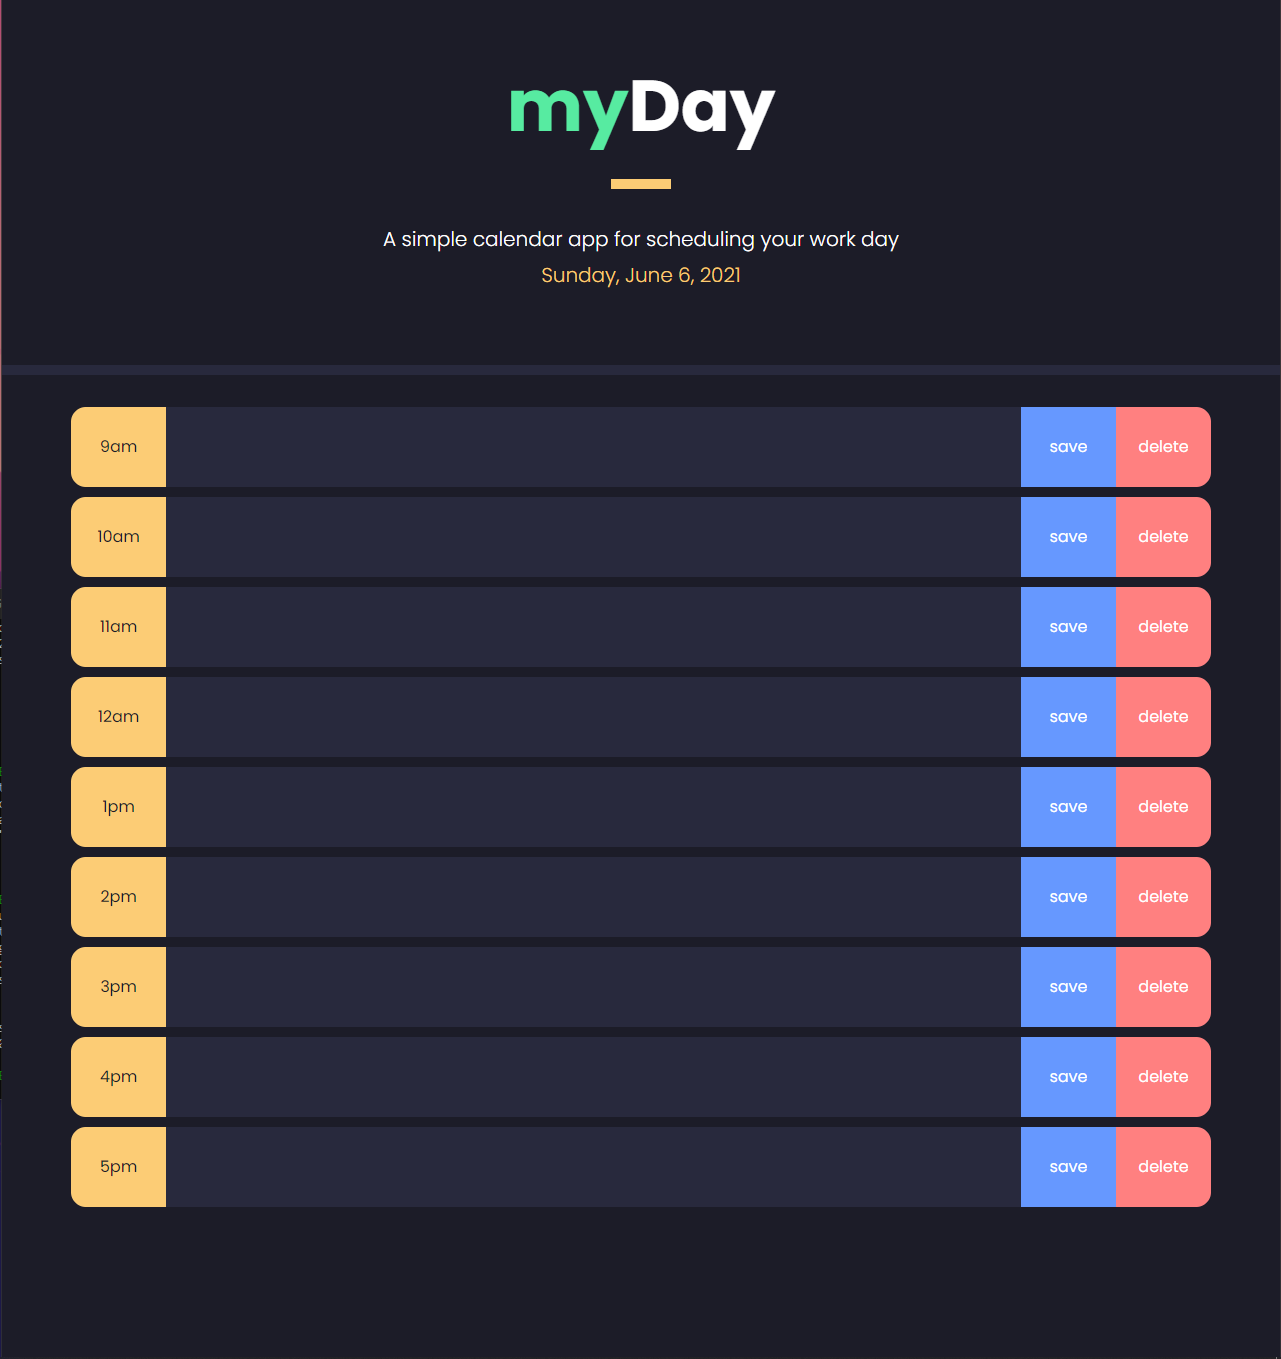 myDay
A simple calendar app for scheduling your work day
Sunday, June 6, 2021
9am save delete
10am save delete
11am save delete
12am save delete
1pm save delete
2pm save delete
3pm save delete
4pm save delete
5pm save delete